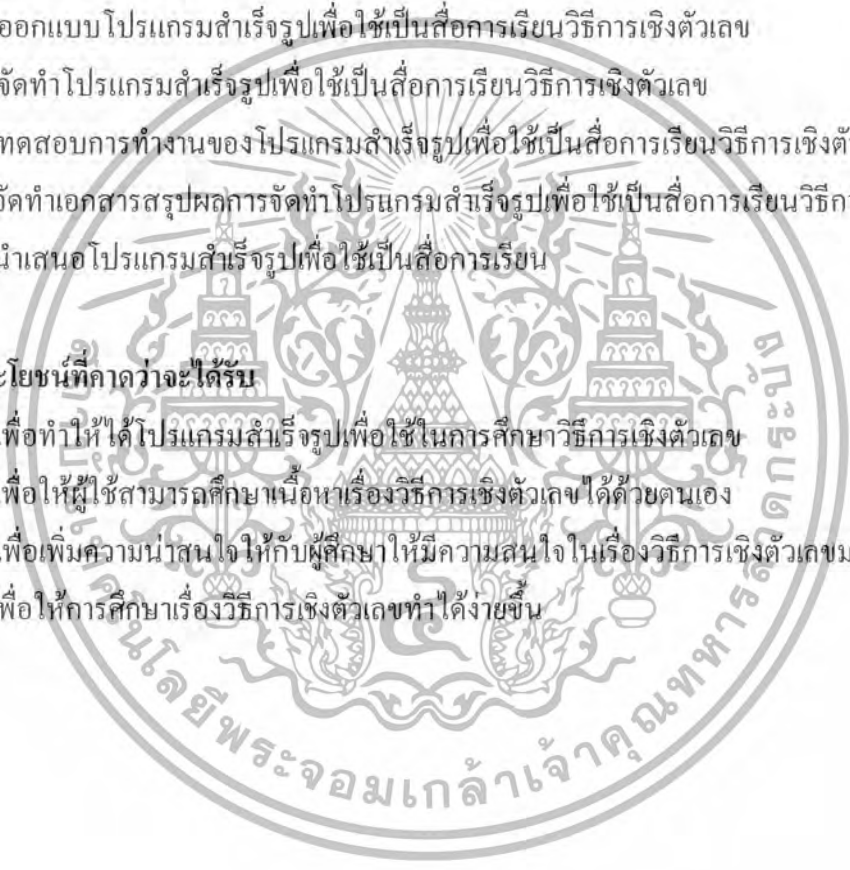 ออกแบบโปรแกรมสำเร็จรูปเพื่อใช้เป็นสื่อการเรียนวิธีการเชิงตัวเลข
จัดทำโปรแกรมสำเร็จรูปเพื่อใช้เป็นสื่อการเรียนวิธีการเชิงตัวเลข
ทดสอบการทำงานของโปรแกรมสำเร็จรูปเพื่อใช้เป็นสื่อการเรียนวิธีการเชิงตั
จัดทำเอกสารสรุปผลการจัดทำโปรแกรมสำเร็จรูปเพื่อใช้เป็นสื่อการเรียนวิธีกา
นำเสนอโปรแกรมสำเร็จรูปเพื่อใช้เป็นสื่อการเรียน
ะโยชน์ที่คาดว่าจะได้รับ
เพื่อทำให้ได้โปรแกรมสำเร็จรูปเพื่อใช้ในการศึกษาวิธีการเชิงตัวเลข
เพื่อให้ผู้ใช้สามารถศึกษาเนื้อหาเรื่องวิธีการเชิงตัวเลขได้ด้วยตนเอง
เพื่อเพิ่มความน่าสนใจให้กับผู้ศึกษาให้มีความสนใจในเรื่องวิธีการเชิงตัวเลขม
เพื่อให้การศึกษาเรื่องวิธีการเชิงตัวเลขทำได้ง่ายขึ้น
สถาบันเทคโนโลยีพระจอมเกล้าเจ้าคุณทหารลาดกระบัง